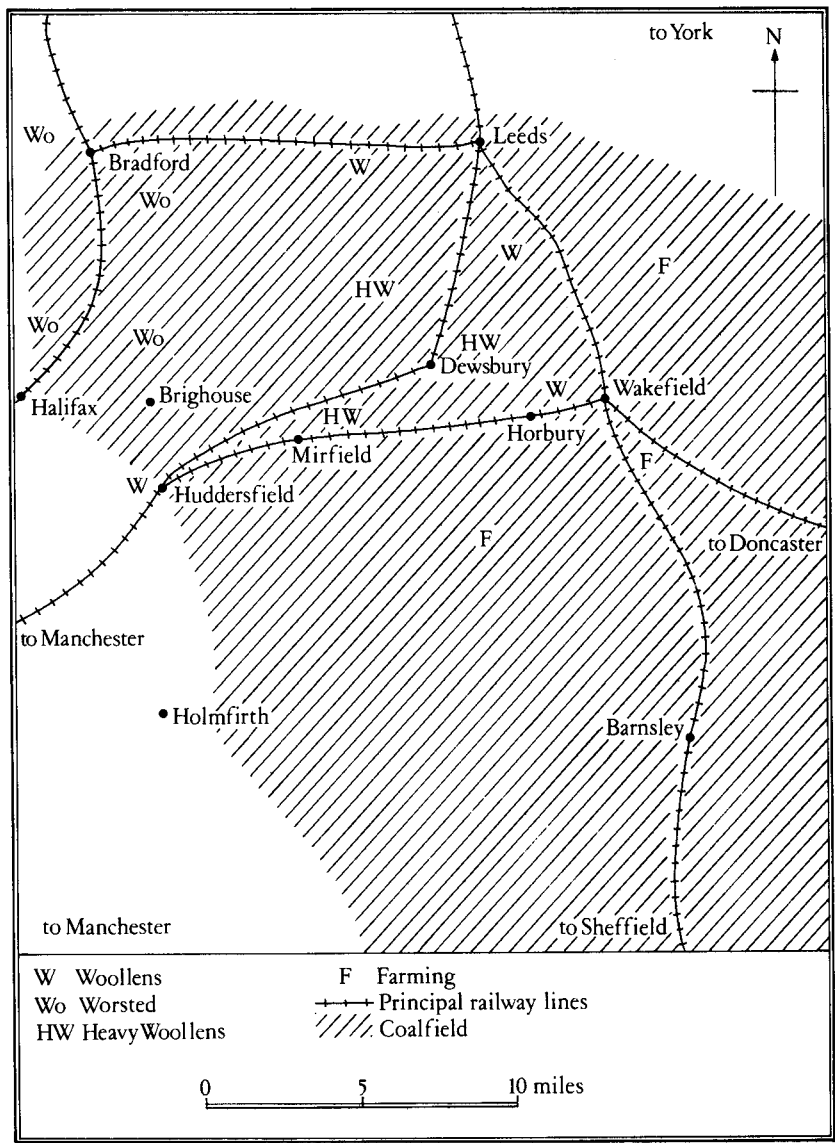 to York
N
Wo
Leeds
Bradford
W
Wo
W
F
HW
Wo
Wo
HW
Dewsbury
Halifax
Brighouse
W
Wakefield
HW
Horbury
Mirfield
F
W
Huddersfield
F
to Doncaster
to Manchester
Holmfirth
Barnsley
to Manchester
to Sheffield
W Woollens
F Farming
Wo Worsted
Principal railway lines
HW Heavy Woollens
Coalfield
0 5 10 miles